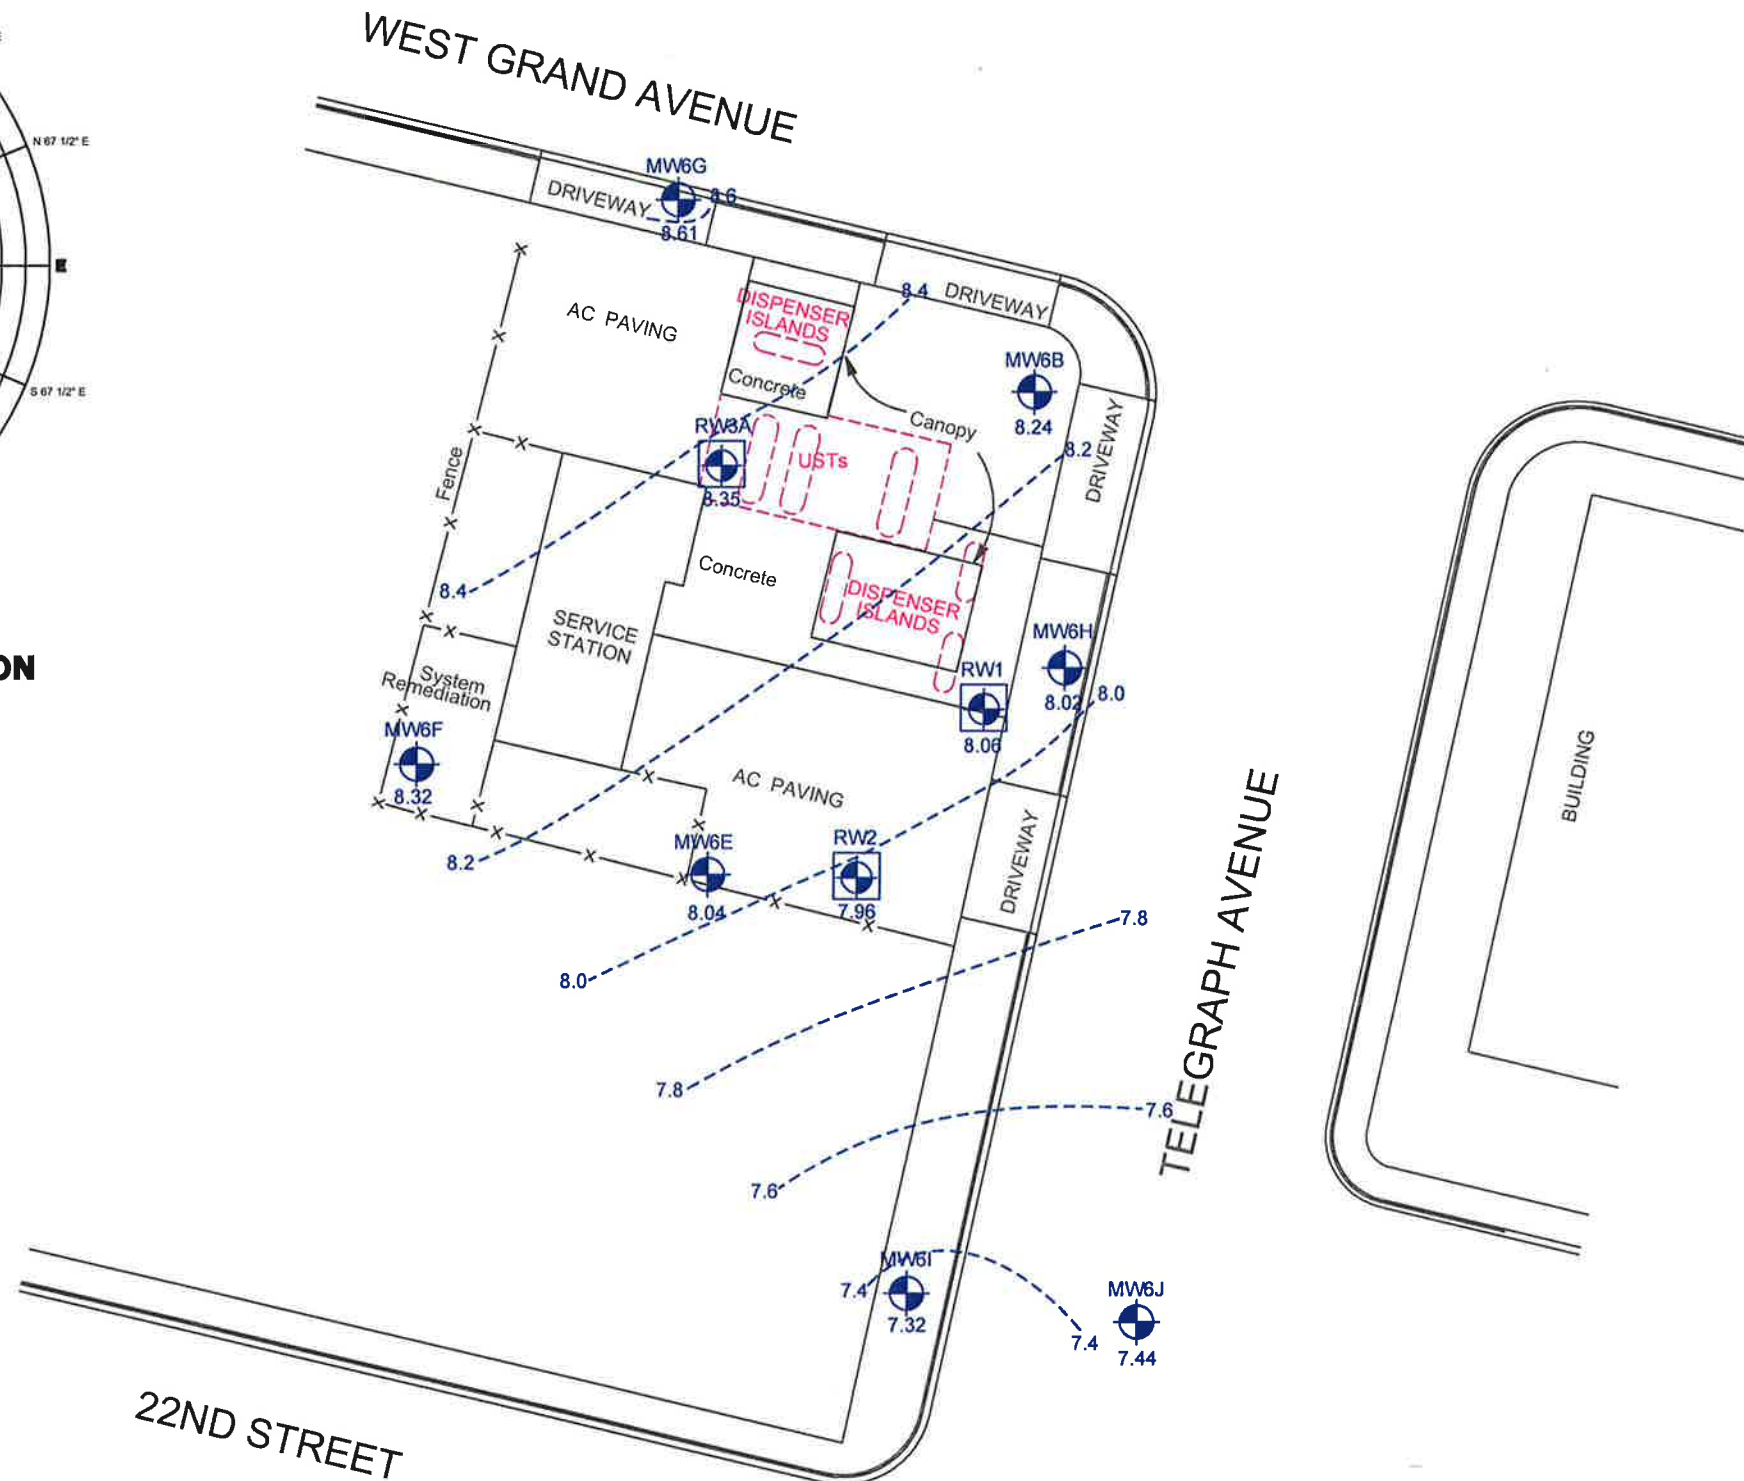 WEST GRAND AVENUE
N 67 1/2° E
E
S 67 1/2° E
ON
MW6G
8.6
8.61
DRIVEWAY
8.4
DRIVEWAY
AC PAVING
DISPENSER
ISLANDS
Concrete
MW6B
8.24
Canopy
DRIVEWAY
8.2
RW3A
8.35
USTs
Fence
Concrete
8.4
SERVICE
STATION
DISPENSER
ISLANDS
MW6H
8.02
8.0
RW1
8.06
System
Remediation
MW6F
8.32
AC PAVING
BUILDING
8.2
MW6E
8.04
RW2
7.96
DRIVEWAY
TELEGRAPH AVENUE
7.8
8.0
7.8
7.6
7.6
MW6I
7.4
7.32
MW6J
7.4
7.44
22ND STREET